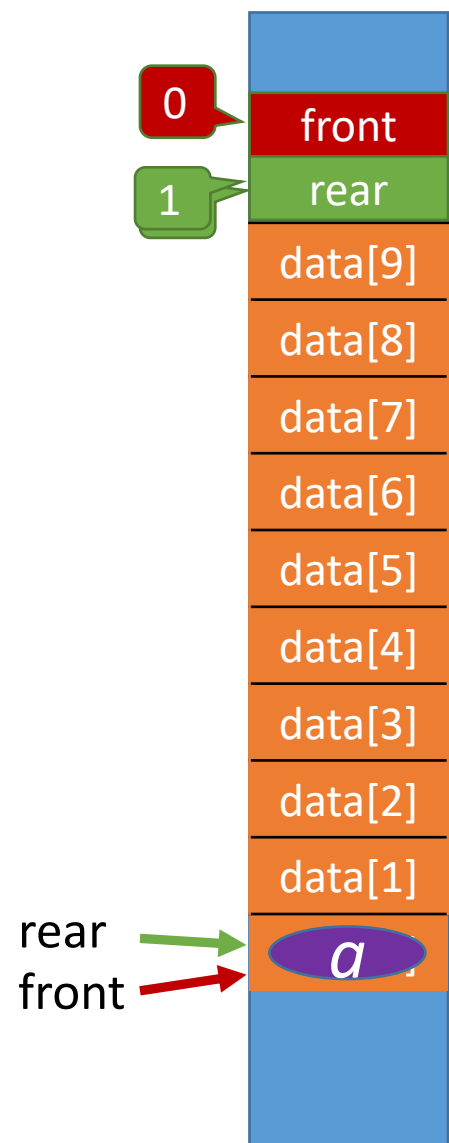 0
front
1
rear
data[9]
data[8]
data[7]
data[6]
data[5]
data[4]
data[3]
data[2]
data[1]
rear
a ]
front